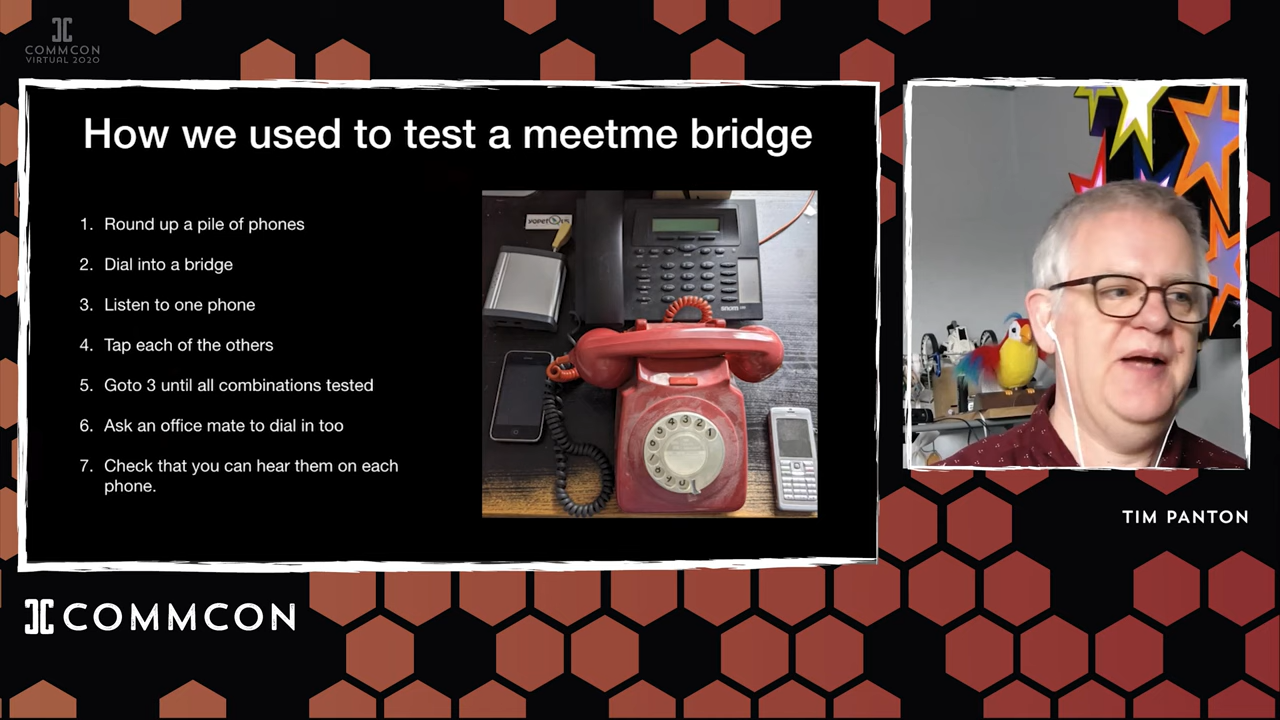 COMMCON
VIRTUAL 2020
How we used to test a meetme bridge
1. Round up a pile of phones
2. Dial into a bridge
3. Listen to one phone
4. Tap each of the others
5. Goto 3 until all combinations tested
6. Ask an office mate to dial in too
7. Check that you can hear them on each
phone.
snom
TIM PANTON
COMMCON